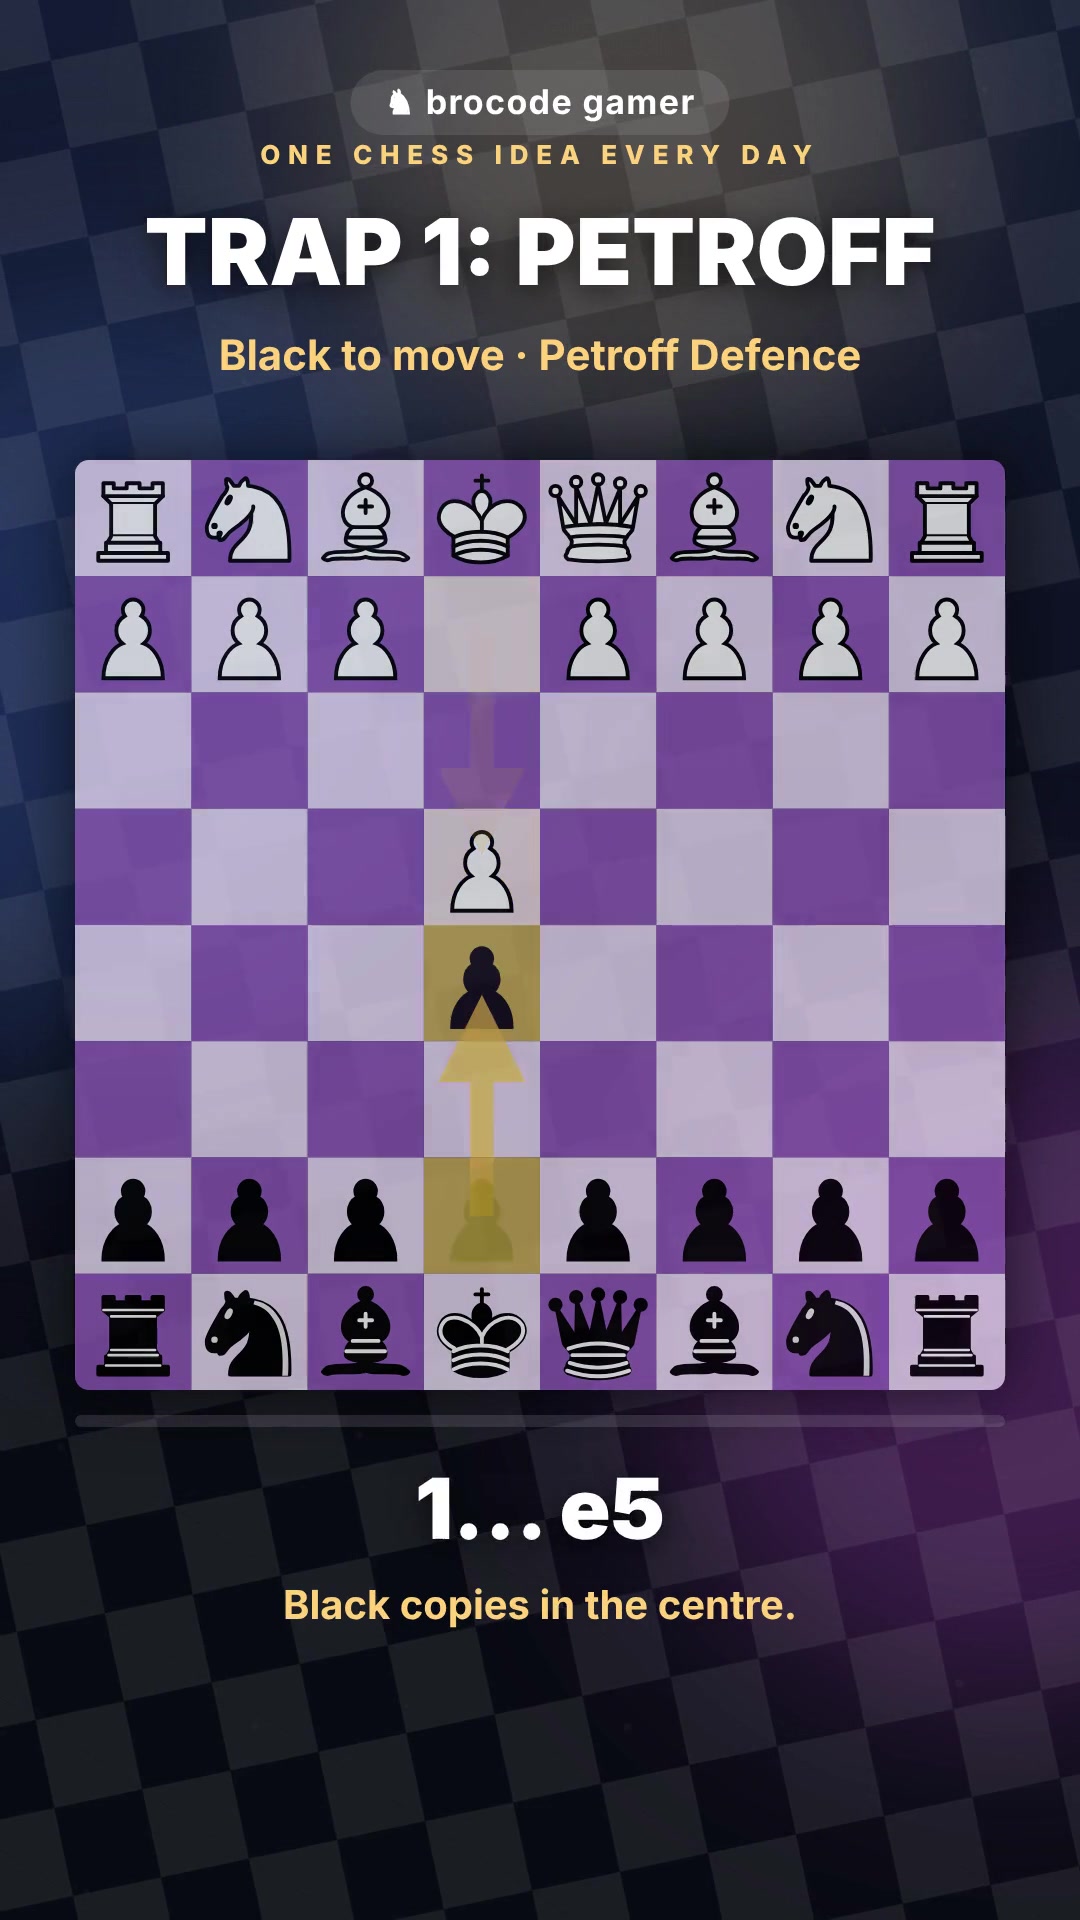 ♞ brocode gamer
ONE CHESS IDEA EVERY DAY
TRAP 1: PETROFF
Black to move · Petroff Defence
1… e5
Black copies in the centre.